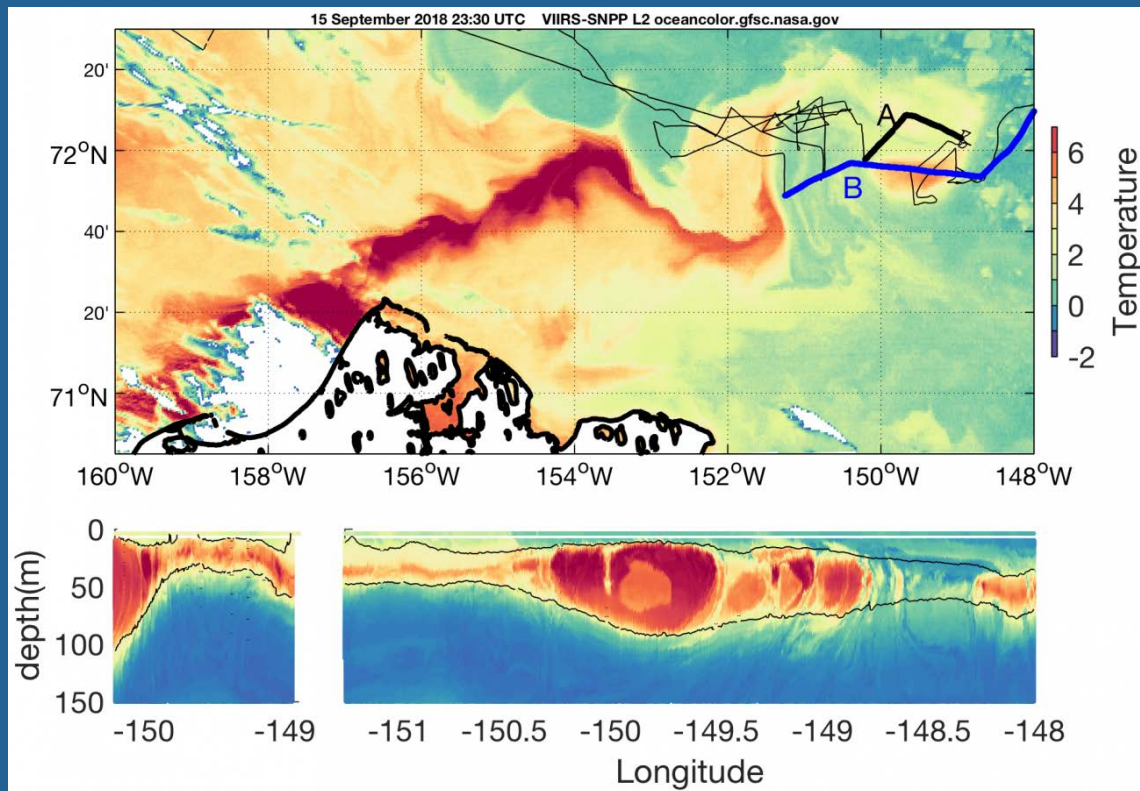 15 September 2018 23:30 UTC VIIRS-SNPP L2 oceancolor.gsfc.nasa.gov
20'
72°N
40'
20'
71°N
160°W 158°W 156°W 154°W 152°W 150°W 148°W
A
B
6
4
2
0
-2
Temperature
0
50
100
150
depth(m)
-150 -149
-151 -150.5 -150 -149.5 -149 -148.5 -148
Longitude